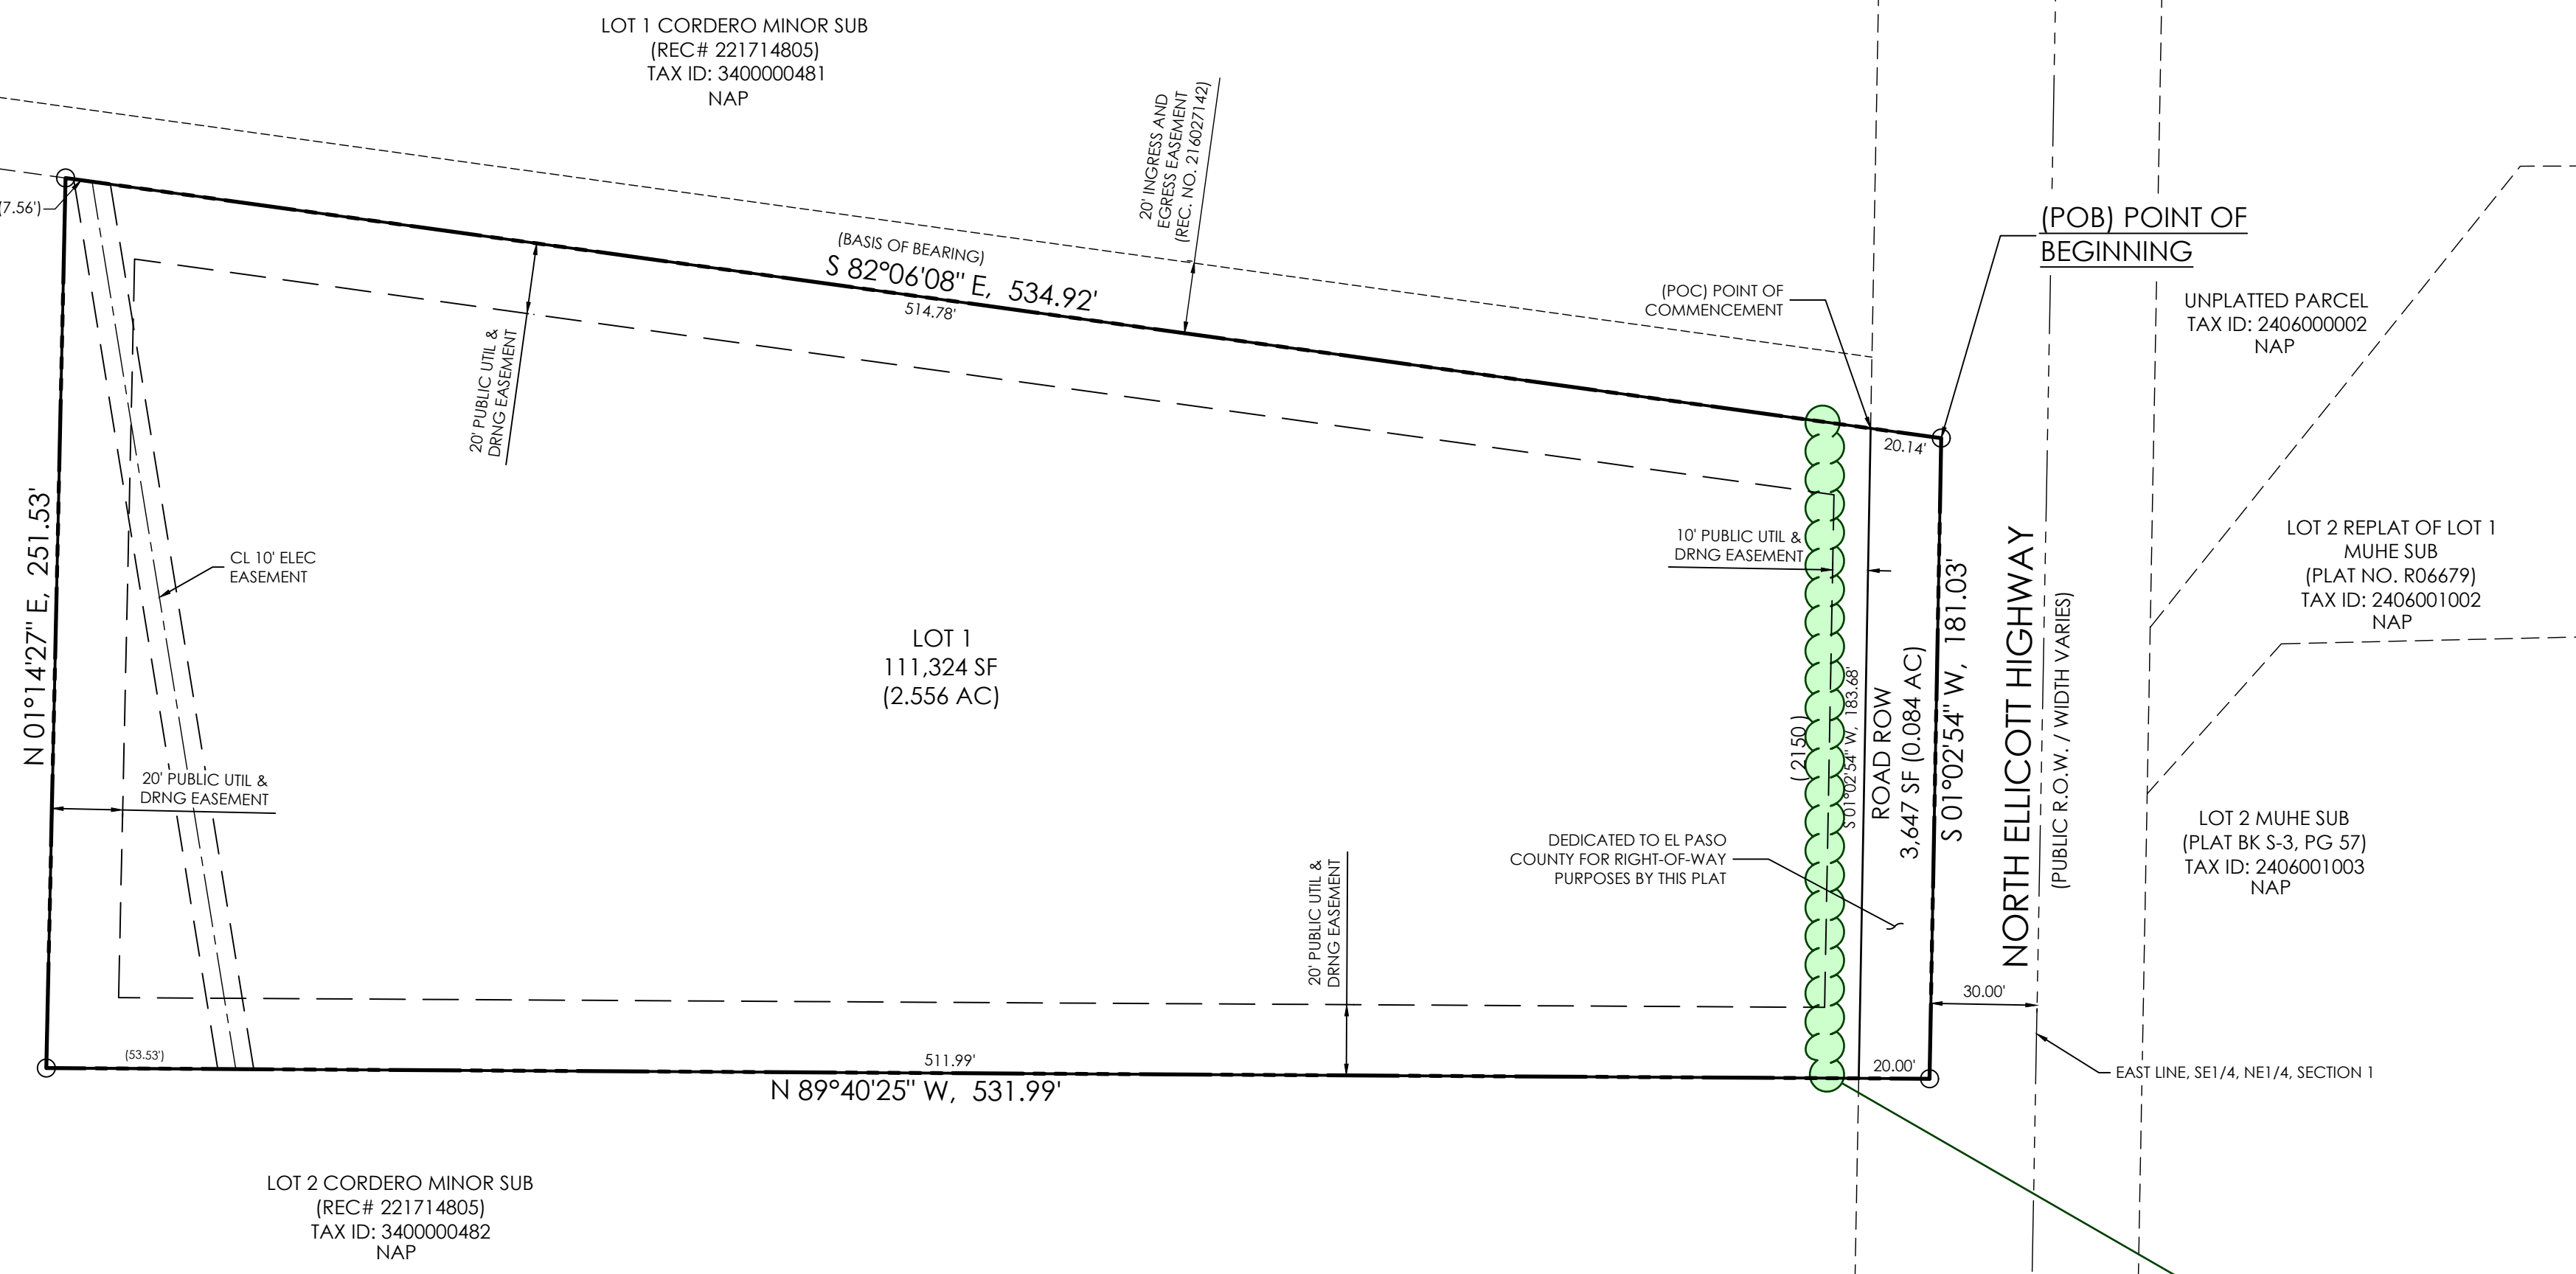 LOT 1 CORDERO MINOR SUB
(REC# 221714805)
TAX ID: 3400000481
NAP
20' INGRESS AND
EGRESS EASEMENT
(REC. NO. 216027142)
(7.56')
(BASIS OF BEARING)
S 82°06'08" E, 534.92'
514.78'
20' PUBLIC UTIL &
DRNG EASEMENT
(POC) POINT OF
COMMENCEMENT
(POB) POINT OF
BEGINNING
UNPLATTED PARCEL
TAX ID: 2406000002
NAP
20.14'
N 01°14'27" E, 251.53'
CL 10' ELEC
EASEMENT
20' PUBLIC UTIL &
DRNG EASEMENT
LOT 1
111,324 SF
(2.556 AC)
10' PUBLIC UTIL &
DRNG EASEMENT
(2150)
S 01°02'54" W, 183.68'
ROAD ROW
3,647 SF (0.084 AC)
S 01°02'54" W, 181.03'
NORTH ELLICOTT HIGHWAY
(PUBLIC R.O.W. / WIDTH VARIES)
LOT 2 REPLAT OF LOT 1
MUHE SUB
(PLAT NO. R06679)
TAX ID: 2406001002
NAP
DEDICATED TO EL PASO
COUNTY FOR RIGHT-OF-WAY
PURPOSES BY THIS PLAT
LOT 2 MUHE SUB
(PLAT BK S-3, PG 57)
TAX ID: 2406001003
NAP
20' PUBLIC UTIL &
DRNG EASEMENT
30.00'
(53.53')
511.99'
20.00'
EAST LINE, SE1/4, NE1/4, SECTION 1
N 89°40'25" W, 531.99'
LOT 2 CORDERO MINOR SUB
(REC# 221714805)
TAX ID: 3400000482
NAP